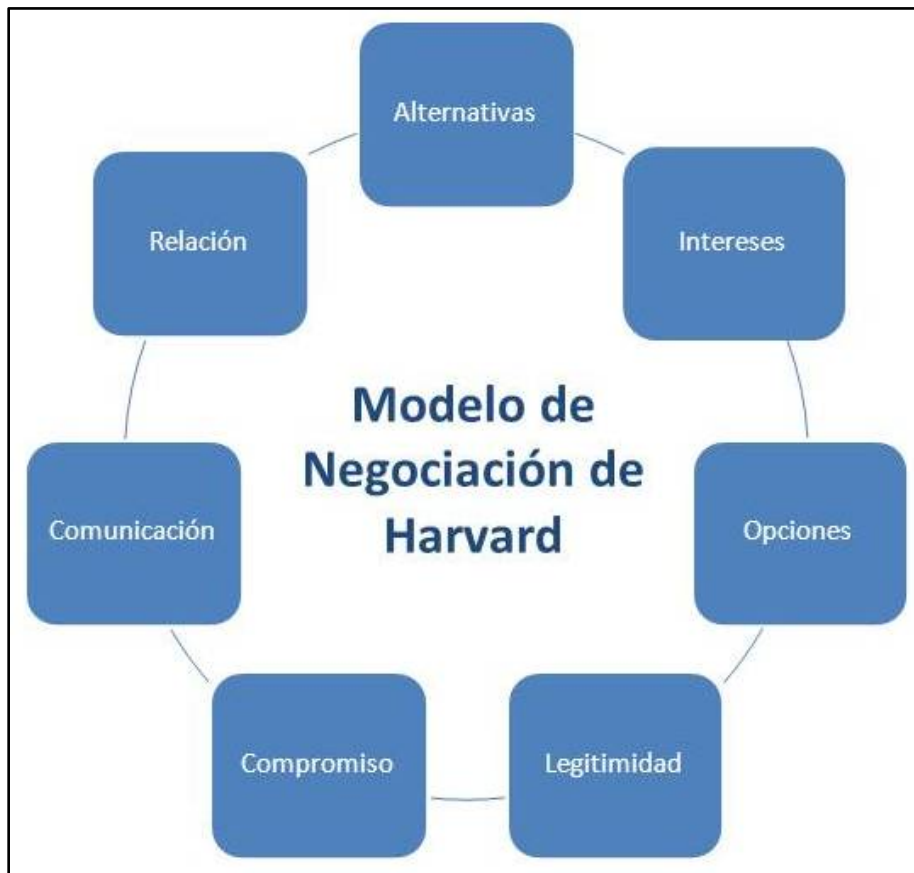 Alternativas
Intereses
Opciones
Legitimidad
Compromiso
Comunicación
Relación
Modelo de
Negociación de
Harvard